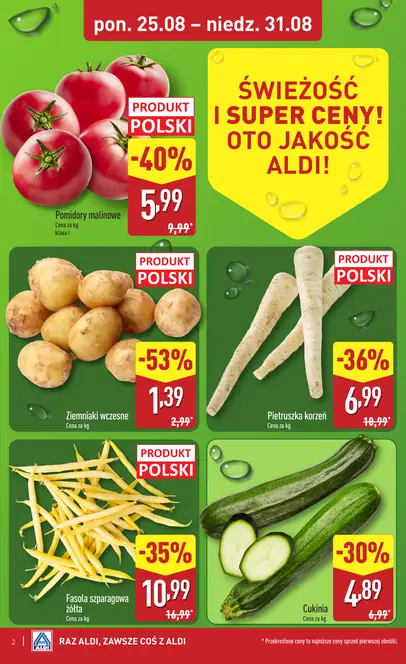 pon. 25.08 – niedz. 31.08
ŚWIEŻOŚĆ
I SUPER CENY!
OTO JAKOŚĆ
ALDI!
PRODUKT
POLSKI
-40%
5,99
9,99*
Pomidory malinowe
Cena za kg
klasa I
PRODUKT
POLSKI
-53%
1,39
2,99*
Ziemniaki wczesne
Cena za kg
PRODUKT
POLSKI
-36%
6,99
10,99*
Pietruszka korzeń
Cena za kg
PRODUKT
POLSKI
-35%
10,99
16,99*
Fasola szparagowa
żółta
Cena za kg
-30%
4,89
6,99*
Cukinia
Cena za kg
2
ALDI
RAZ ALDI, ZAWSZE COŚ Z ALDI
* Przekreślone ceny to najniższe ceny sprzed pierwszej obniżki.